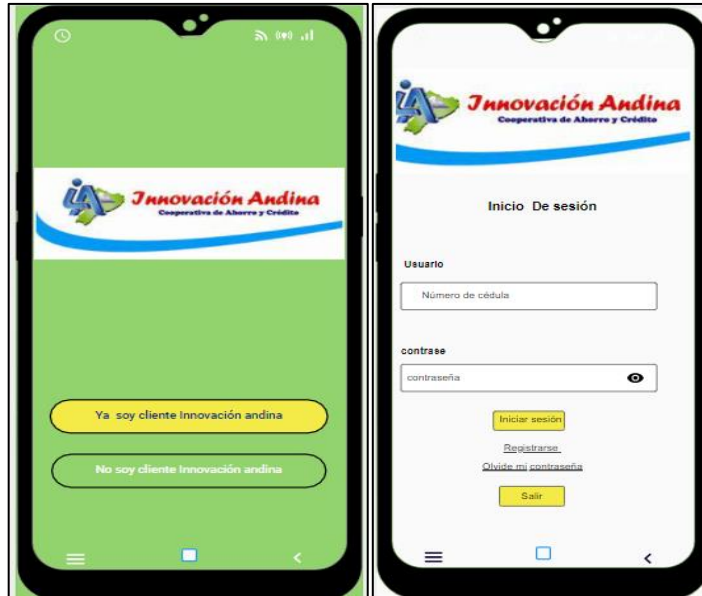 Innovación Andina
Cooperativa de Ahorro y Crédito
Ya soy cliente Innovación andina
No soy cliente Innovación andina
Innovación Andina
Cooperativa de Ahorro y Crédito
Inicio De sesión
Usuario
Número de cédula
contrase
contraseña
Iniciar sesión
Registrarse
Olvide mi contraseña
Salir